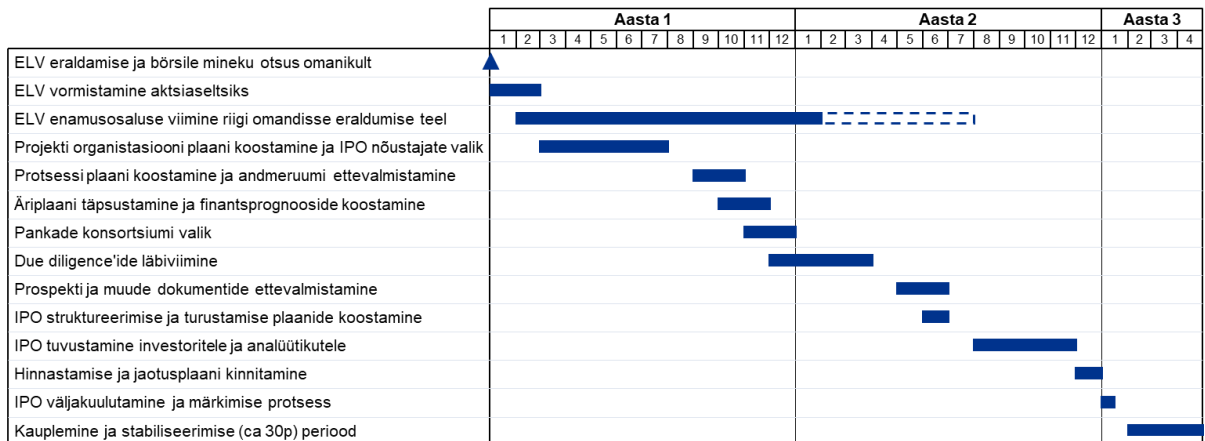 Aasta 1 Aasta 2 Aasta 3
1 2 3 4 5 6 7 8 9 10 11 12 1 2 3 4 5 6 7 8 9 10 11 12 1 2 3 4
ELV eraldamise ja börsile mineku otsus omanikult
ELV vormistamine aktsiaseltsiks
ELV enamusosaluse viimine riigi omandisse eraldumise teel
Projekti organistasiooni plaani koostamine ja IPO nõustajate valik
Protsessi plaani koostamine ja andmeruumi ettevalmistamine
Äriplaani täpsustamine ja finantsprognooside koostamine
Pankade konsortsiumi valik
Due diligence'ide läbiviimine
Prospekti ja muude dokumentide ettevalmistamine
IPO struktureerimise ja turustamise plaanide koostamine
IPO tuvustamine investoritele ja analüütikutele
Hinnastamise ja jaotusplaani kinnitamine
IPO väljakuulutamine ja märkimise protsess
Kauplemine ja stabiliseerimise (ca 30p) periood